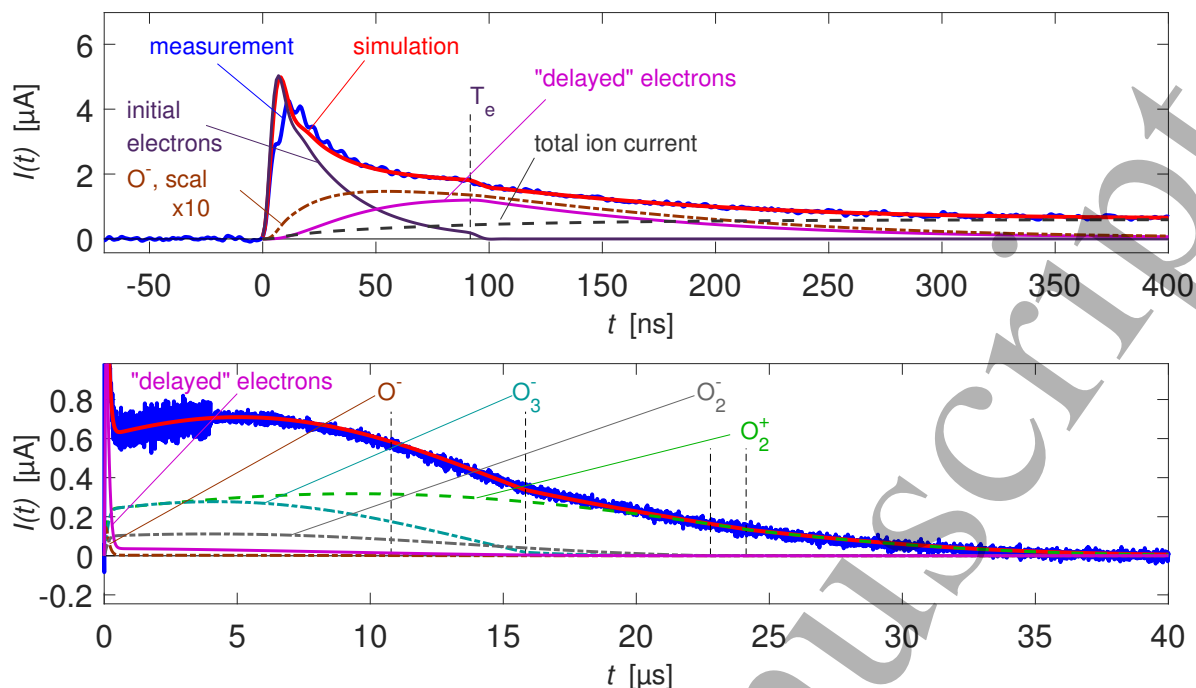 6
4
2
0
I(t) [µA]
measurement
simulation
"delayed" electrons
initial
electrons
T_e
total ion current
O⁻, scal
x10
-50
0
50
100
150
200
250
300
350
400
t [ns]
0.8
0.6
0.4
0.2
0
-0.2
I(t) [µA]
"delayed" electrons
O⁻
O₃⁻
O₂⁻
O₂⁺
0
5
10
15
20
25
30
35
40
t [µs]
uscript